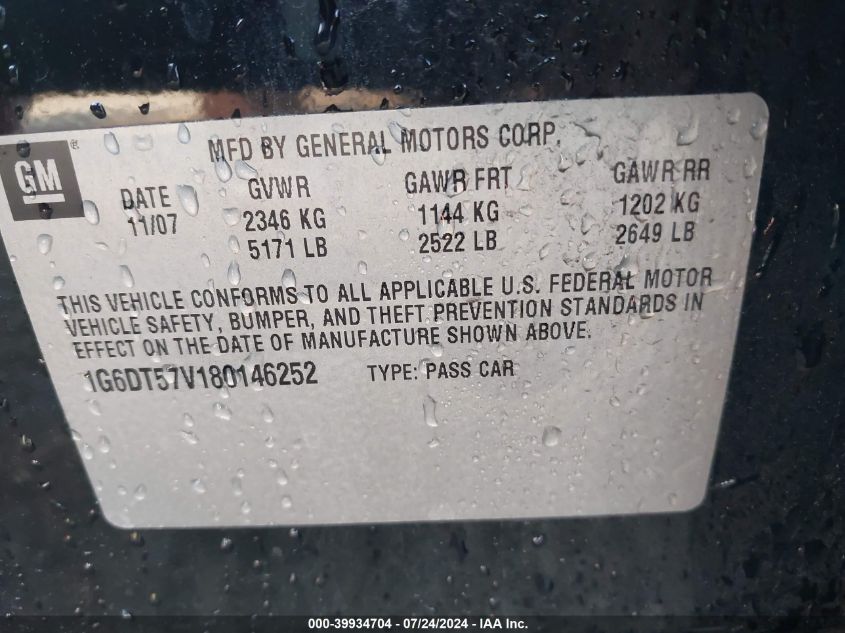 MFD BY GENERAL MOTORS CORP.
GM®
DATE GVWR GAWR FRT GAWR RR
11/07 2346 KG 1144 KG 1202 KG
5171 LB 2522 LB 2649 LB
THIS VEHICLE CONFORMS TO ALL APPLICABLE U.S. FEDERAL MOTOR
VEHICLE SAFETY, BUMPER, AND THEFT PREVENTION STANDARDS IN
EFFECT ON THE DATE OF MANUFACTURE SHOWN ABOVE.
1G6DT57V180146252 TYPE: PASS CAR
000-39934704 - 07/24/2024 - IAA Inc.